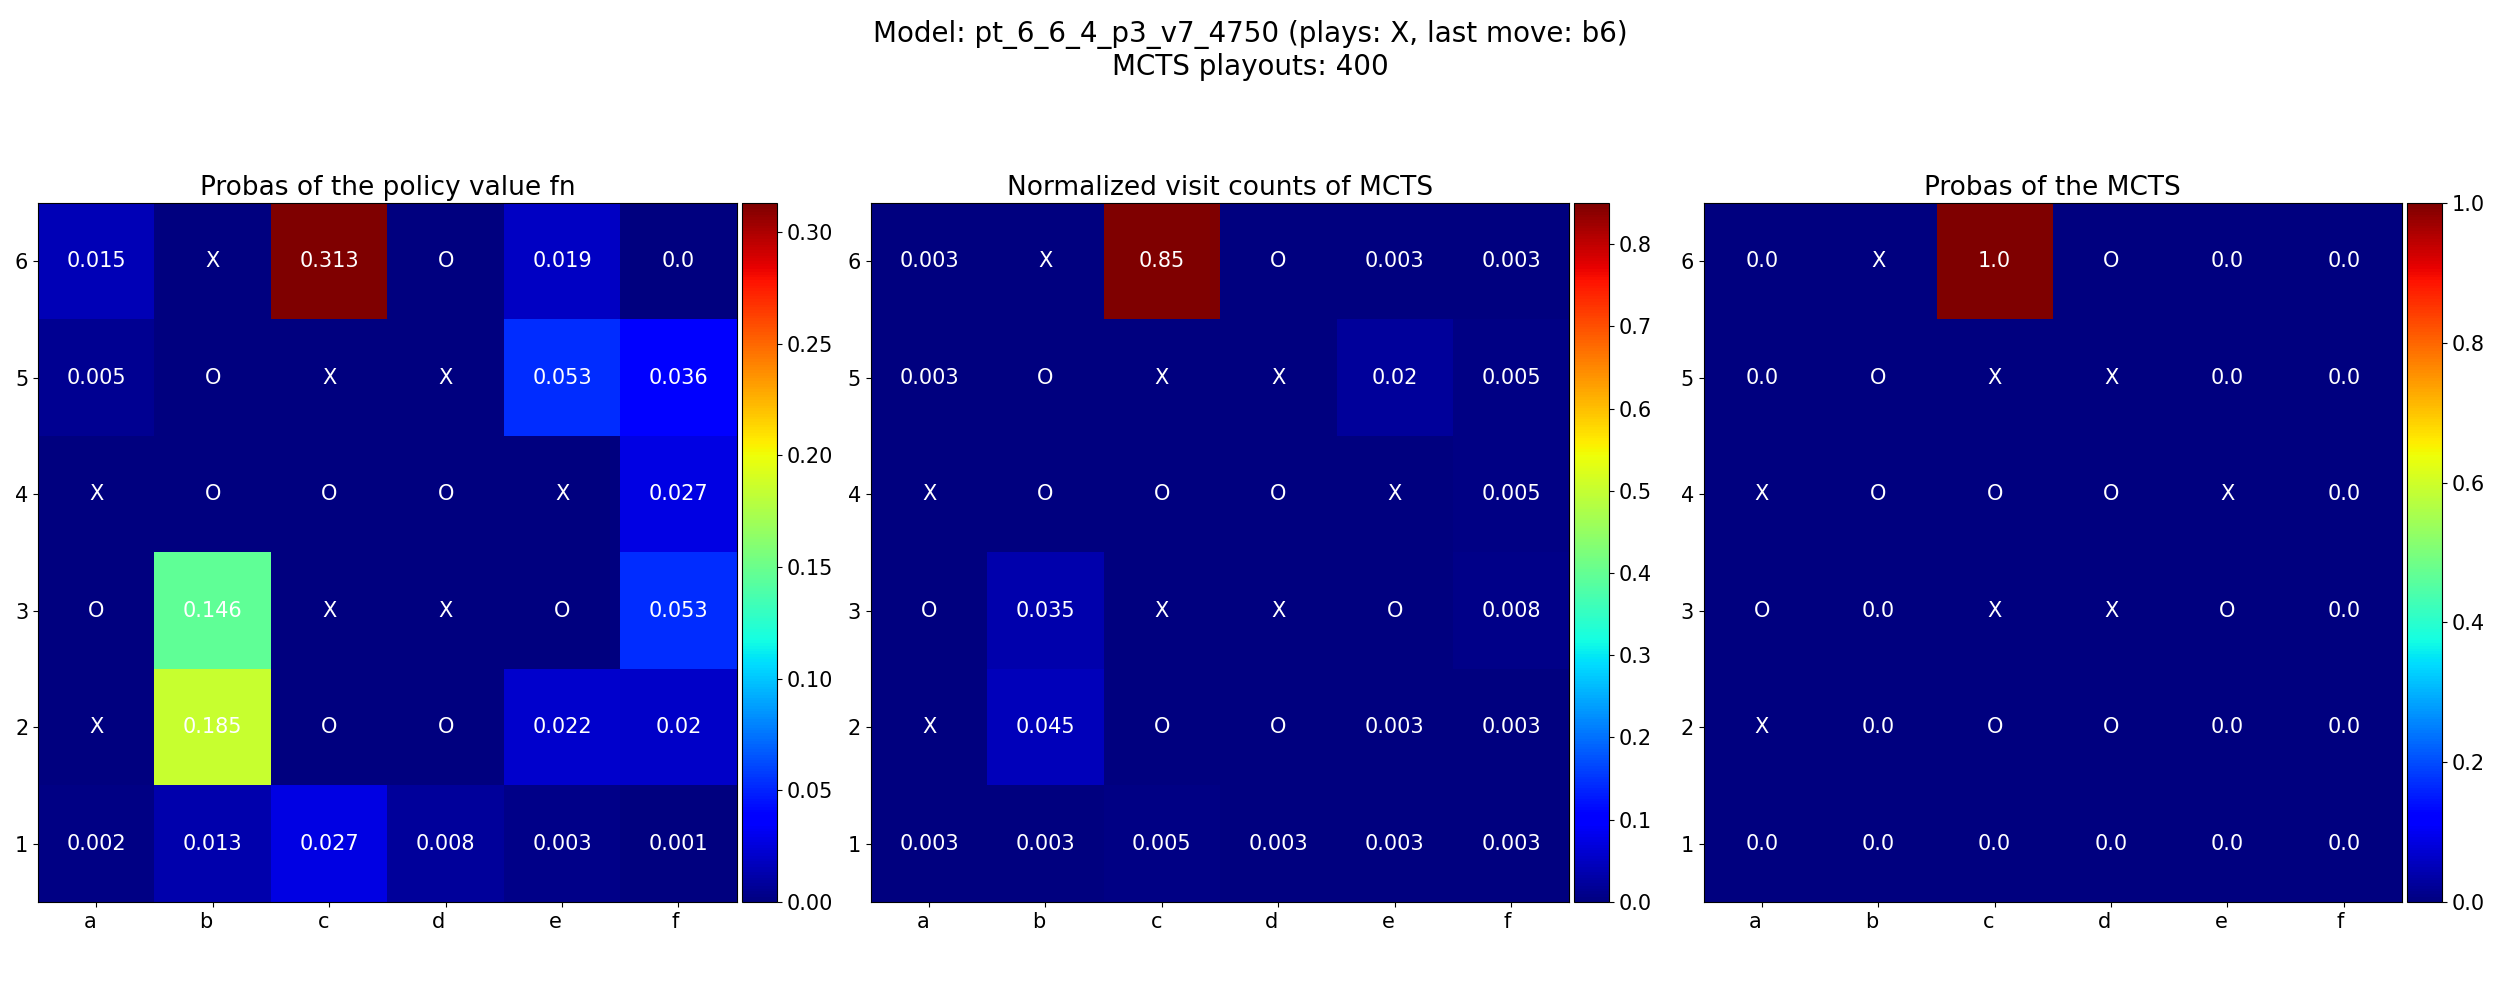 Model: pt_6_6_4_p3_v7_4750 (plays: X, last move: b6)
MCTS playouts: 400
Probas of the policy value fn
6 0.015 X 0.313 O 0.019 0.0
5 0.005 O X X 0.053 0.036
4 X O O O X 0.027
3 O 0.146 X X O 0.053
2 X 0.185 O O 0.022 0.02
1 0.002 0.013 0.027 0.008 0.003 0.001
a b c d e f
0.30
0.25
0.20
0.15
0.10
0.05
0.00
Normalized visit counts of MCTS
6 0.003 X 0.85 O 0.003 0.003
5 0.003 O X X 0.02 0.005
4 X O O O X 0.005
3 O 0.035 X X O 0.008
2 X 0.045 O O 0.003 0.003
1 0.003 0.003 0.005 0.003 0.003 0.003
a b c d e f
0.8
0.7
0.6
0.5
0.4
0.3
0.2
0.1
0.0
Probas of the MCTS
6 0.0 X 1.0 O 0.0 0.0
5 0.0 O X X 0.0 0.0
4 X O O O X 0.0
3 O 0.0 X X O 0.0
2 X 0.0 O O 0.0 0.0
1 0.0 0.0 0.0 0.0 0.0 0.0
a b c d e f
1.0
0.8
0.6
0.4
0.2
0.0